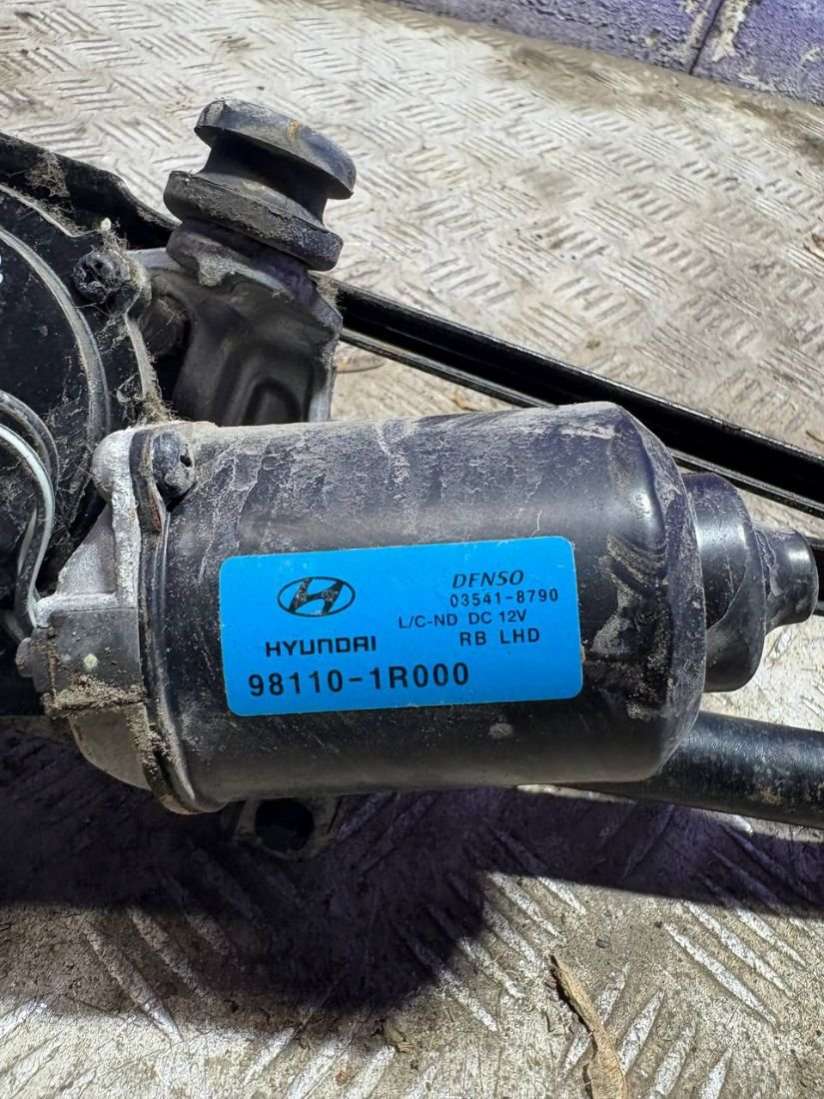 DENSO
03541-8790
L/C-ND DC 12V
HYUNDAI
RB LHD
98110-1R000